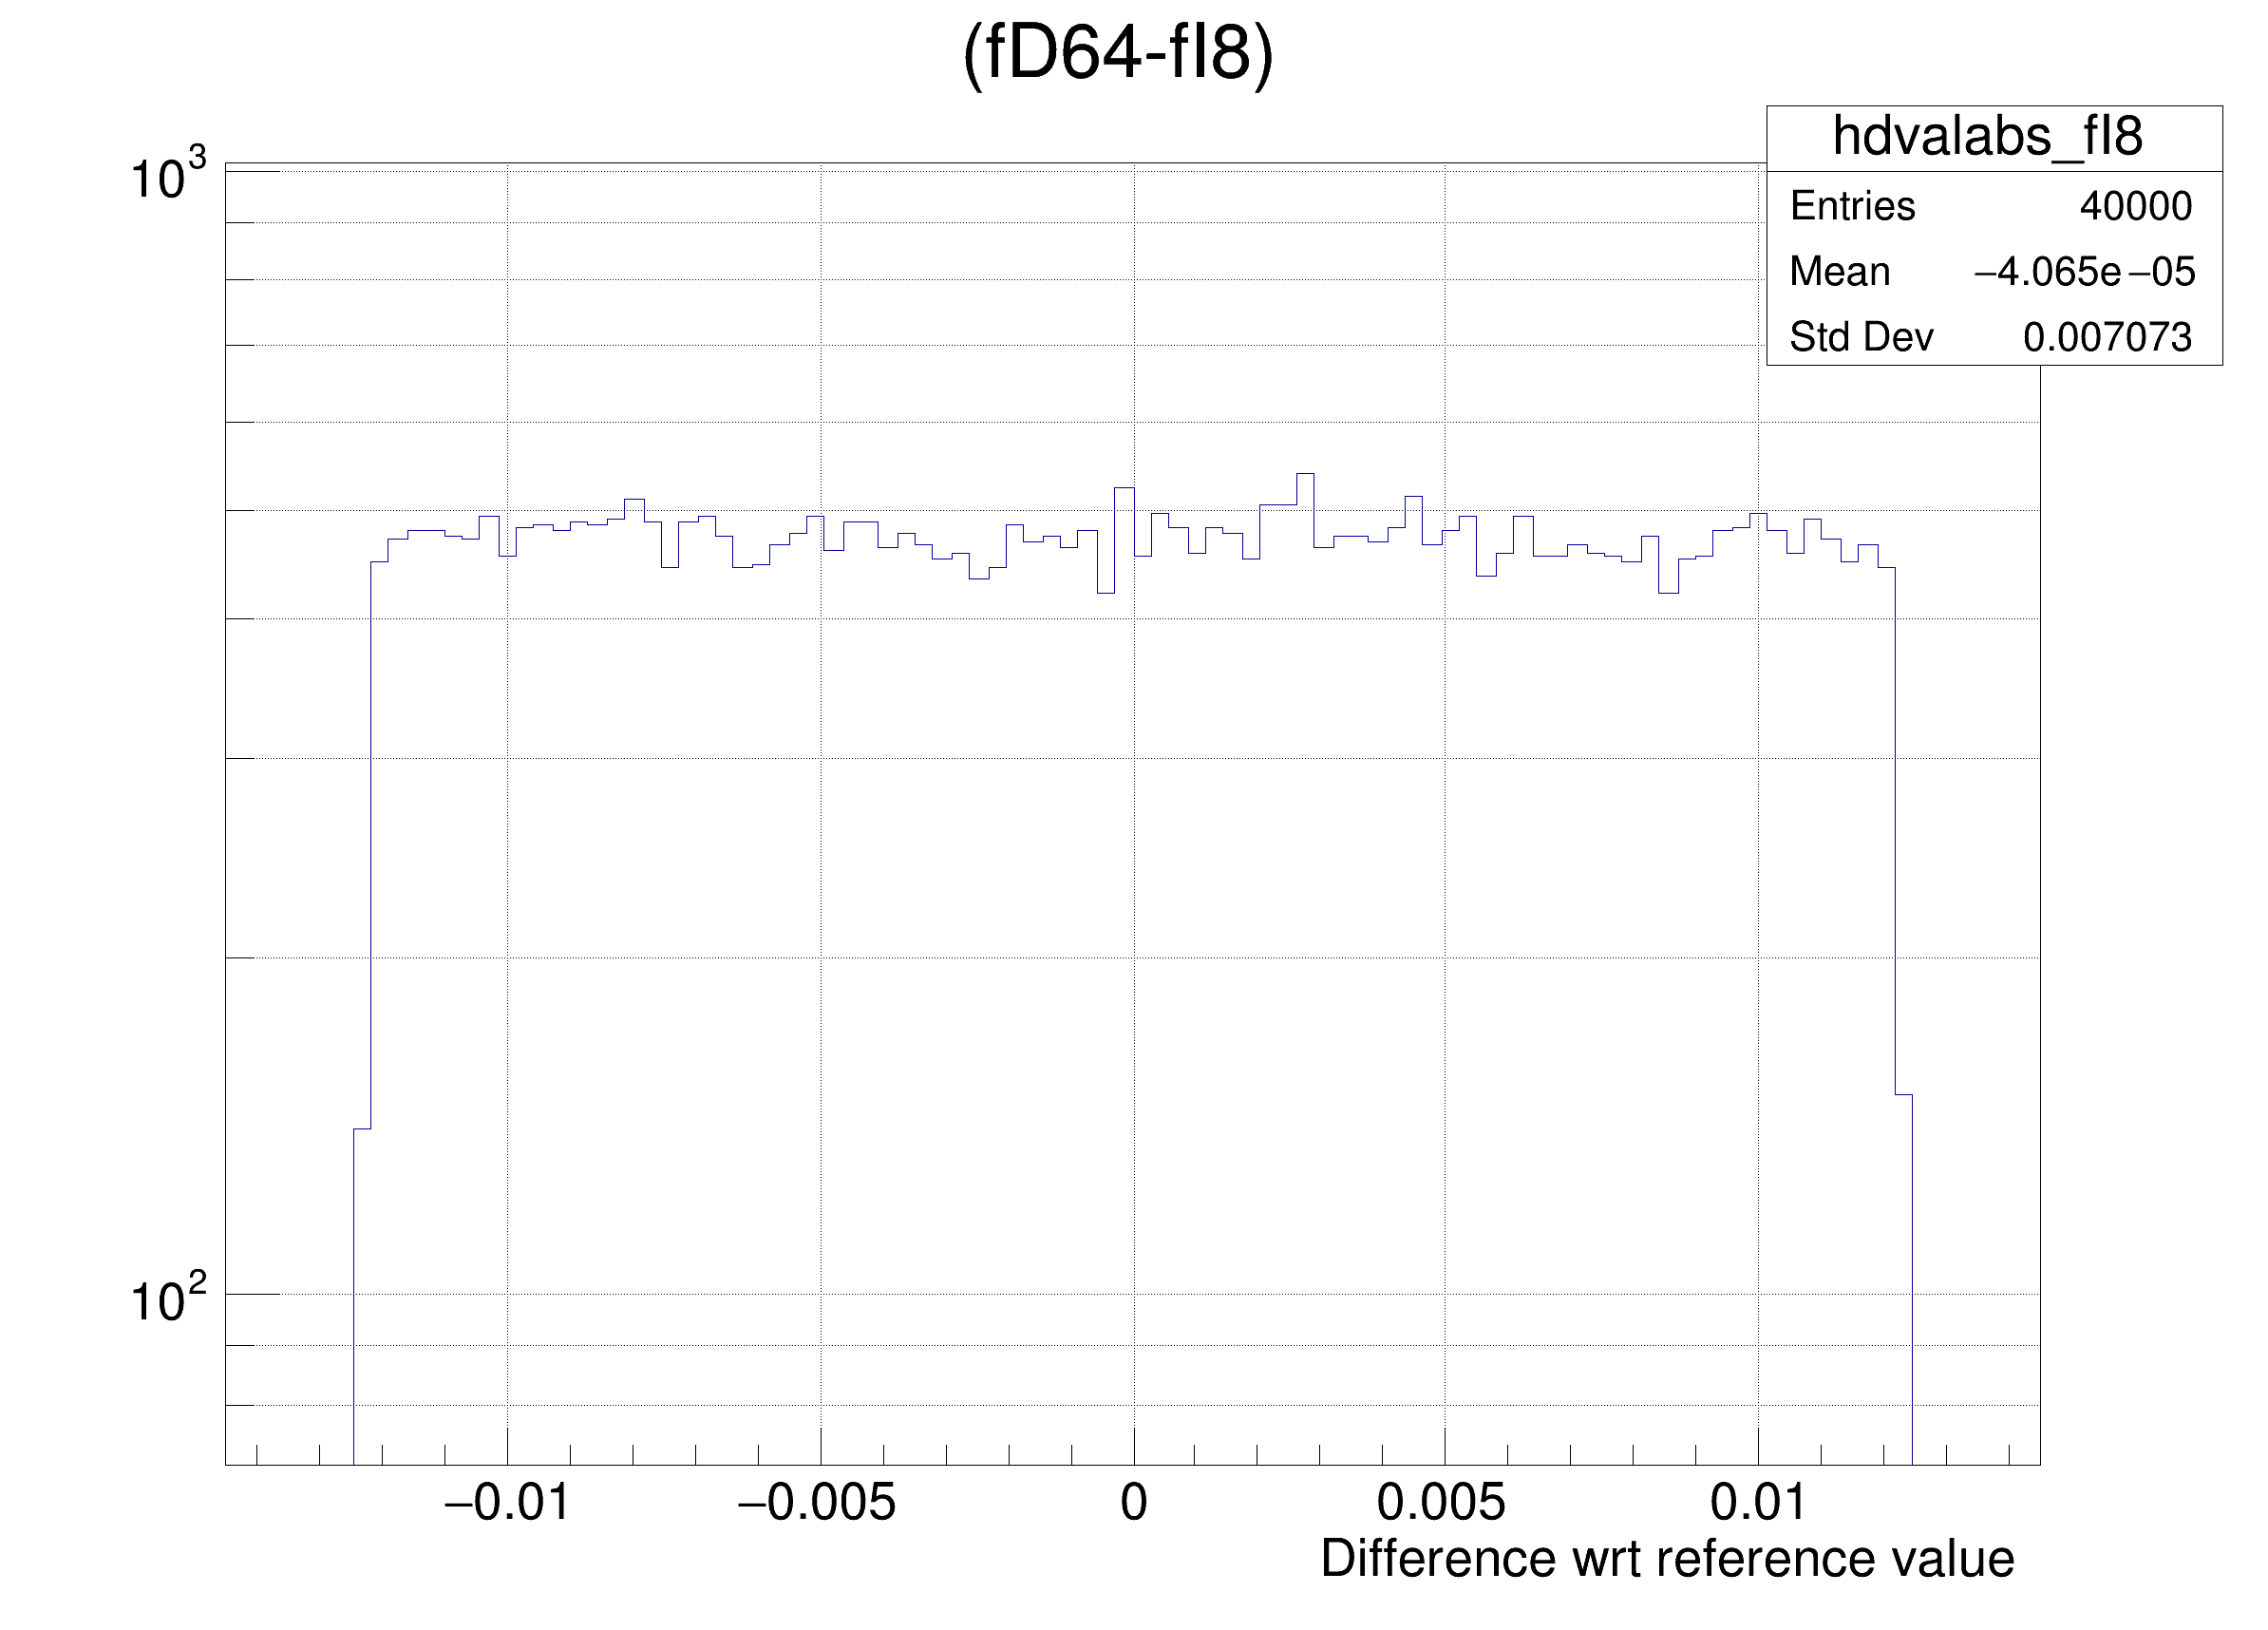 (fD64-fI8)
hdvalabs_fI8
Entries 40000
Mean −4.065e−05
Std Dev 0.007073
10³
10²
−0.01 −0.005 0 0.005 0.01
Difference wrt reference value